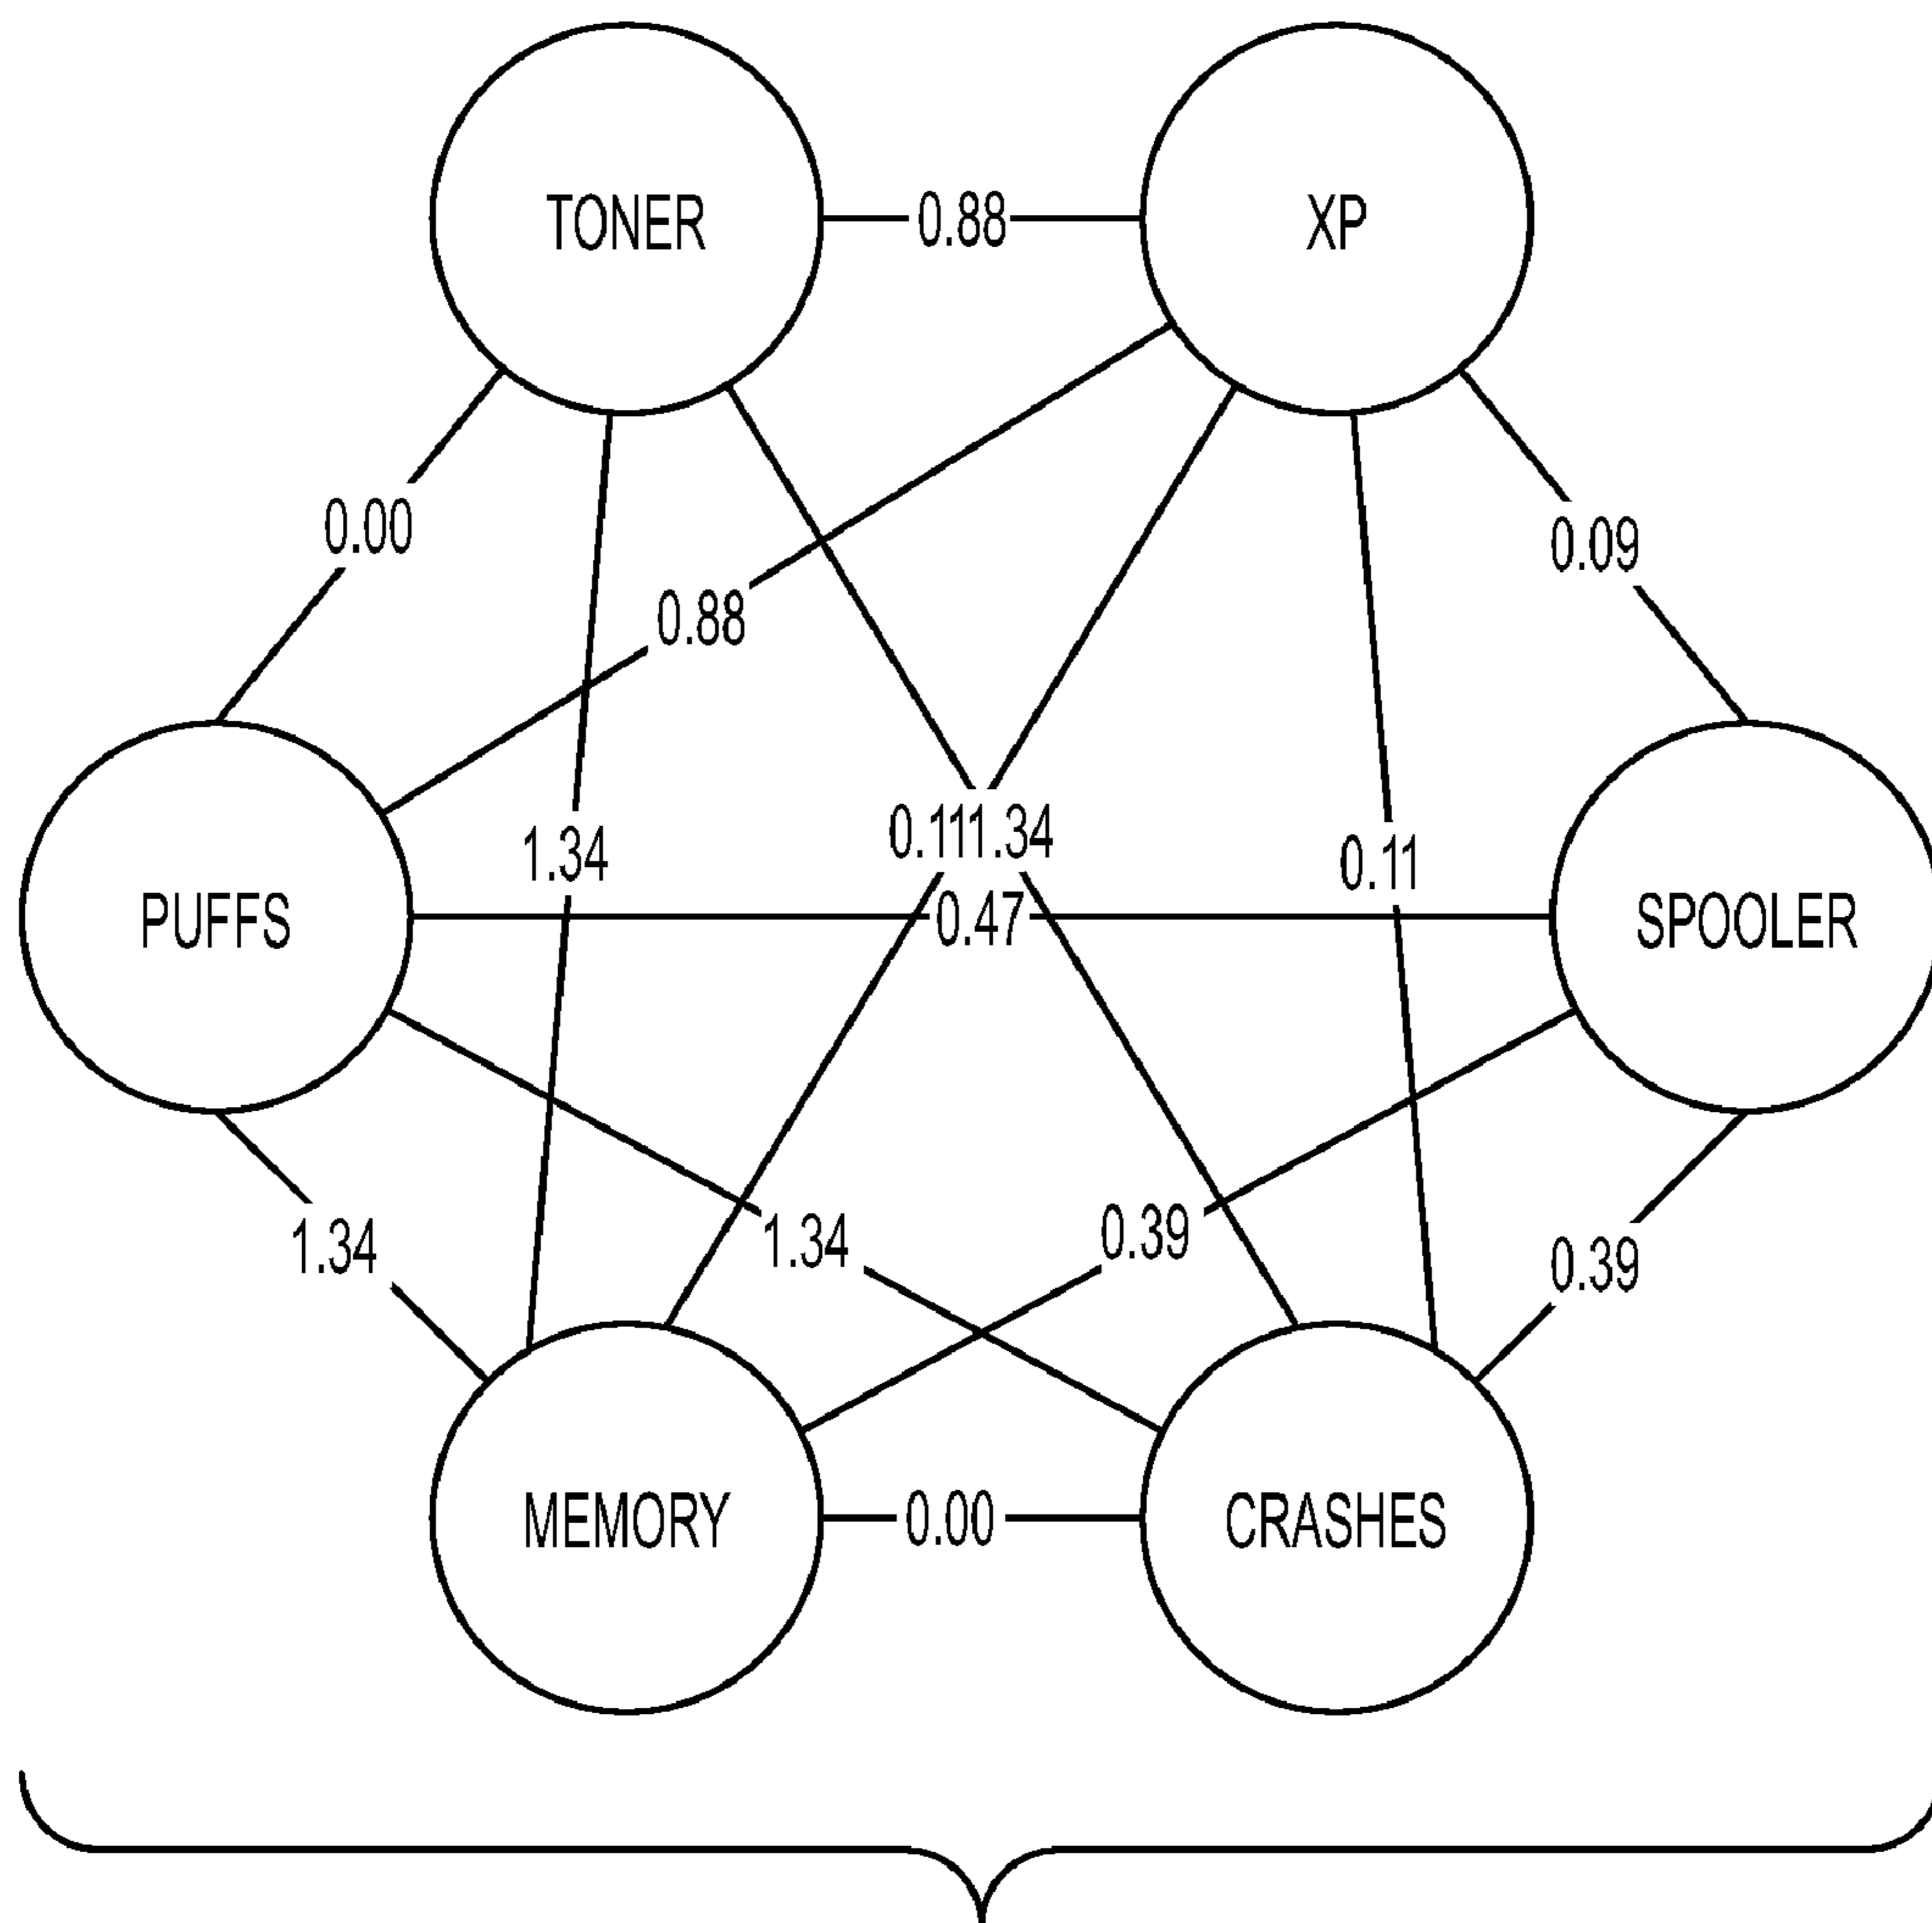 TONER
0.88
XP
0.00
0.09
0.88
1.34
0.111.34
0.11
PUFFS
0.47
SPOOLER
1.34
1.34
0.39
0.39
MEMORY
0.00
CRASHES